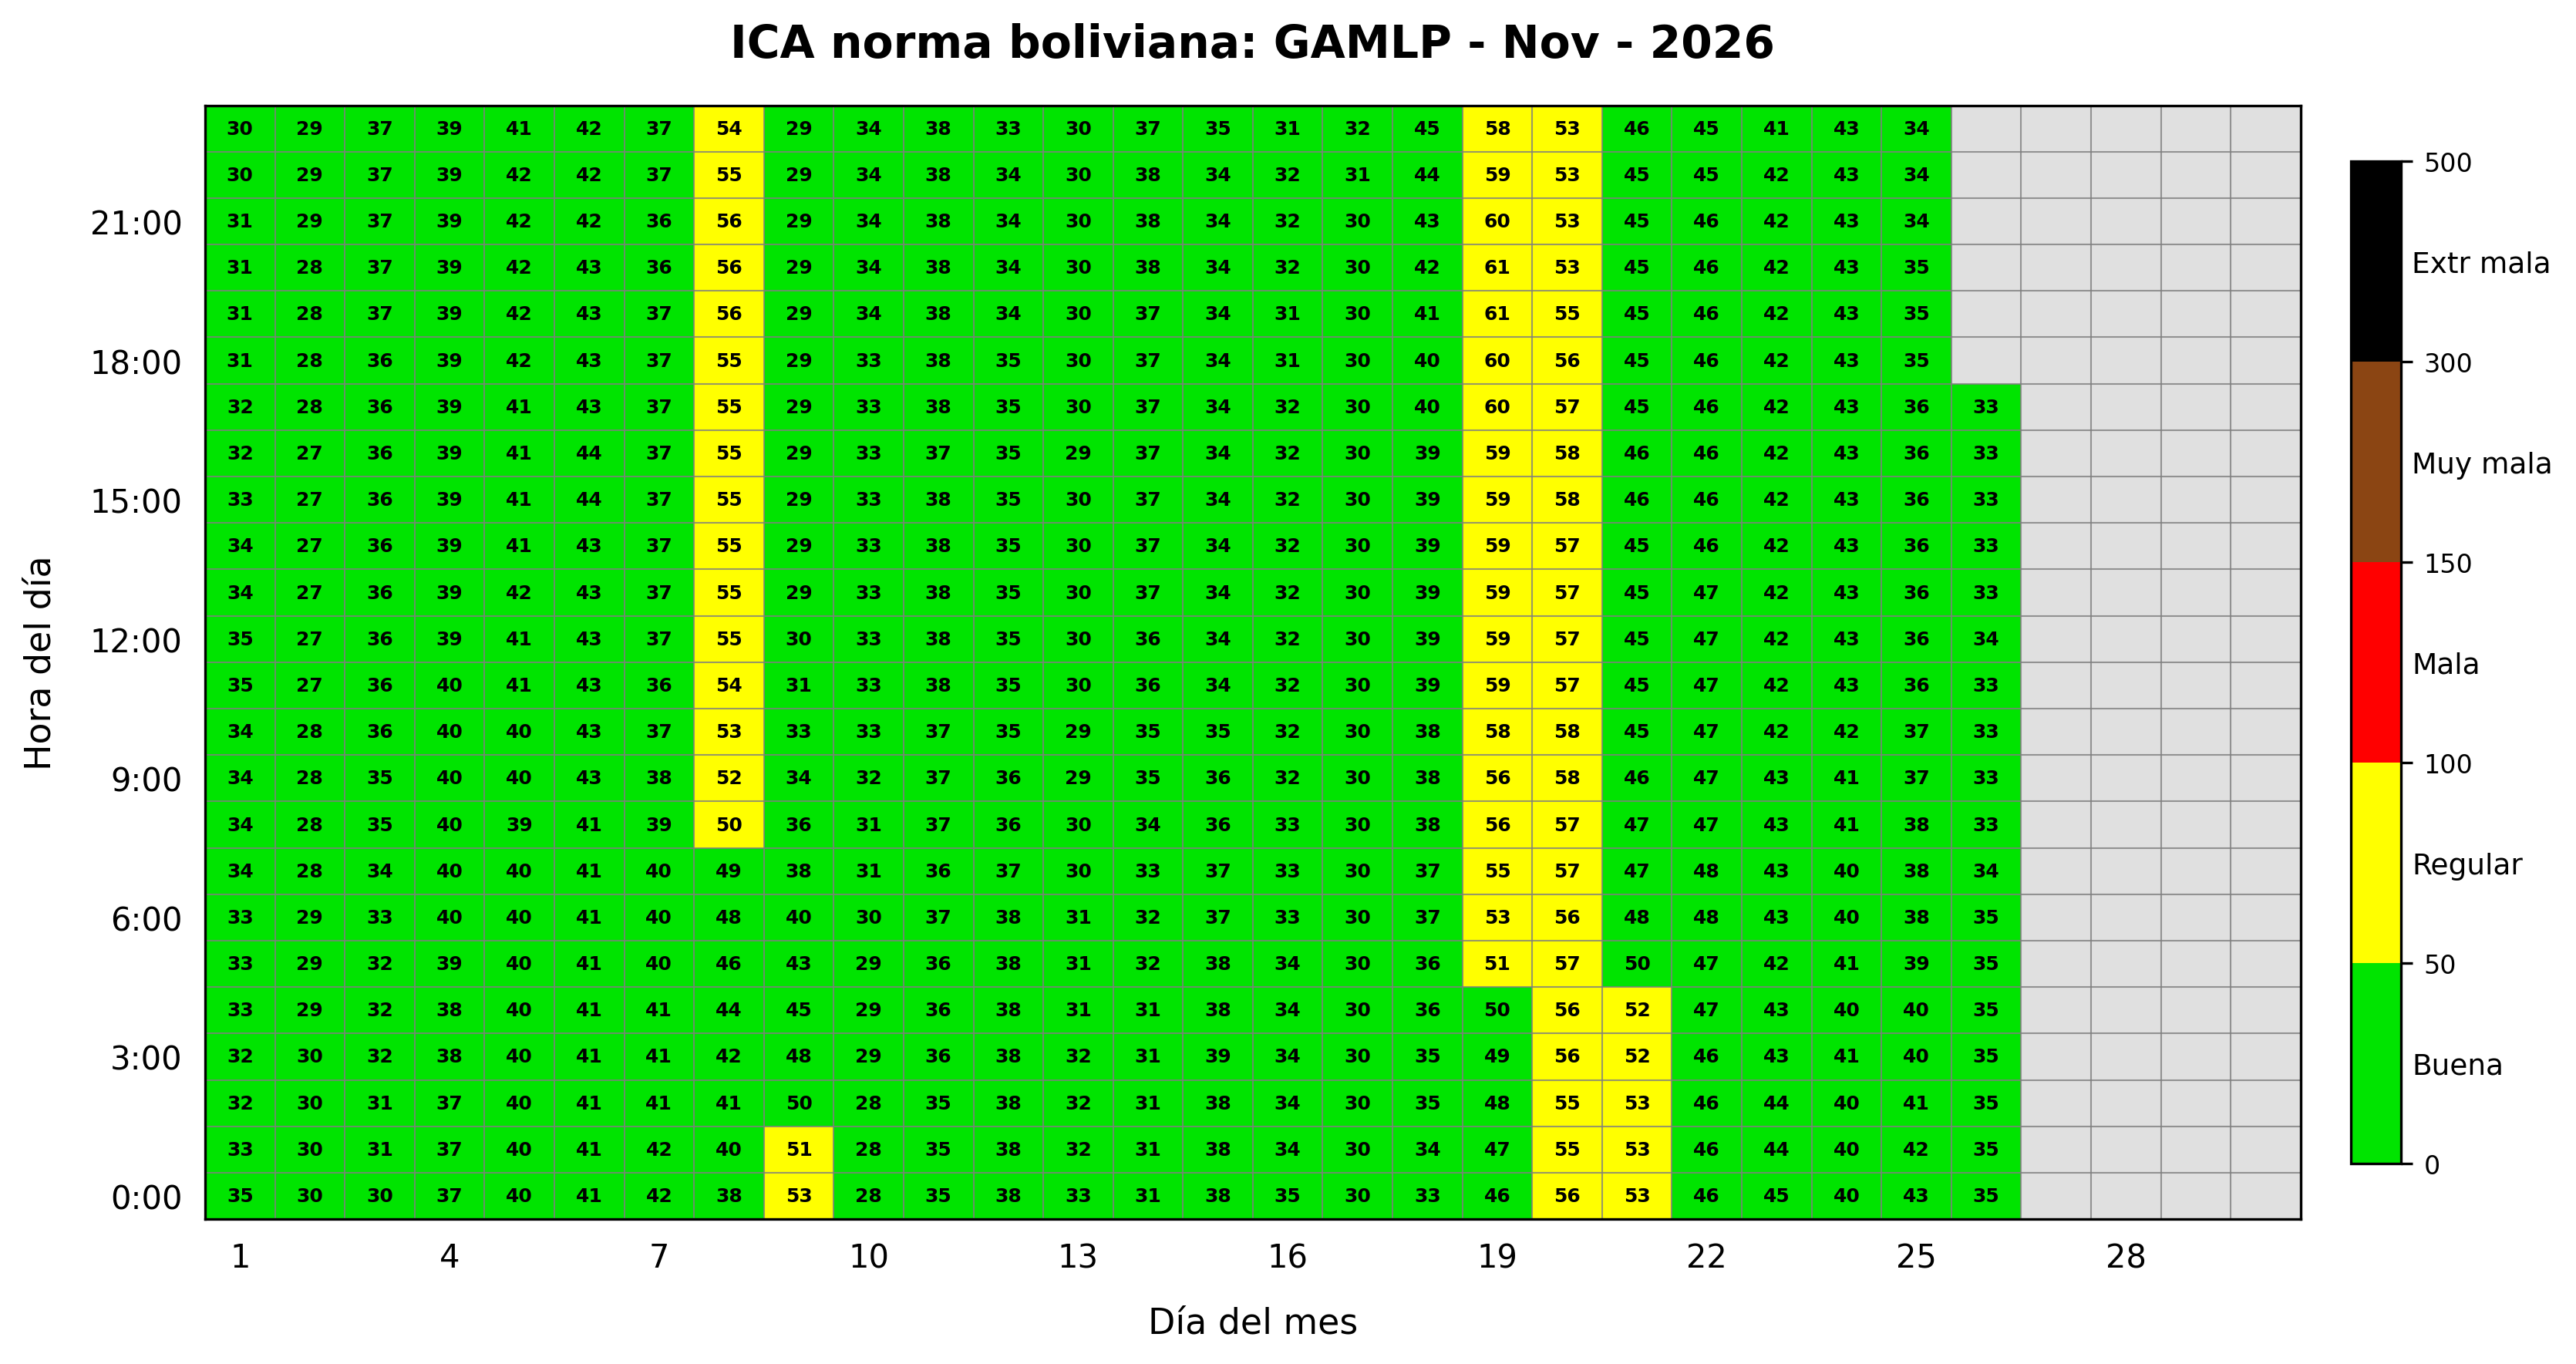 ICA norma boliviana: GAMLP - Nov - 2026
30 29 37 39 41 42 37 54 29 34 38 33 30 37 35 31 32 45 58 53 46 45 41 43 34
30 29 37 39 42 42 37 55 29 34 38 34 30 38 34 32 31 44 59 53 45 45 42 43 34
21:00 31 29 37 39 42 42 36 56 29 34 38 34 30 38 34 32 30 43 60 53 45 46 42 43 34
31 28 37 39 42 43 36 56 29 34 38 34 30 38 34 32 30 42 61 53 45 46 42 43 35
31 28 37 39 42 43 37 56 29 34 38 34 30 37 34 31 30 41 61 55 45 46 42 43 35
18:00 31 28 36 39 42 43 37 55 29 33 38 35 30 37 34 31 30 40 60 56 45 46 42 43 35
32 28 36 39 41 43 37 55 29 33 38 35 30 37 34 32 30 40 60 57 45 46 42 43 36 33
32 27 36 39 41 44 37 55 29 33 37 35 29 37 34 32 30 39 59 58 46 46 42 43 36 33
15:00 33 27 36 39 41 44 37 55 29 33 38 35 30 37 34 32 30 39 59 58 46 46 42 43 36 33
34 27 36 39 41 43 37 55 29 33 38 35 30 37 34 32 30 39 59 57 45 46 42 43 36 33
34 27 36 39 42 43 37 55 29 33 38 35 30 37 34 32 30 39 59 57 45 47 42 43 36 33
12:00 35 27 36 39 41 43 37 55 30 33 38 35 30 36 34 32 30 39 59 57 45 47 42 43 36 34
35 27 36 40 41 43 36 54 31 33 38 35 30 36 34 32 30 39 59 57 45 47 42 43 36 33
34 28 36 40 40 43 37 53 33 33 37 35 29 35 35 32 30 38 58 58 45 47 42 42 37 33
9:00 34 28 35 40 40 43 38 52 34 32 37 36 29 35 36 32 30 38 56 58 46 47 43 41 37 33
34 28 35 40 39 41 39 50 36 31 37 36 30 34 36 33 30 38 56 57 47 47 43 41 38 33
34 28 34 40 40 41 40 49 38 31 36 37 30 33 37 33 30 37 55 57 47 48 43 40 38 34
6:00 33 29 33 40 40 41 40 48 40 30 37 38 31 32 37 33 30 37 53 56 48 48 43 40 38 35
33 29 32 39 40 41 40 46 43 29 36 38 31 32 38 34 30 36 51 57 50 47 42 41 39 35
33 29 32 38 40 41 41 44 45 29 36 38 31 31 38 34 30 36 50 56 52 47 43 40 40 35
3:00 32 30 32 38 40 41 41 42 48 29 36 38 32 31 39 34 30 35 49 56 52 46 43 41 40 35
32 30 31 37 40 41 41 41 50 28 35 38 32 31 38 34 30 35 48 55 53 46 44 40 41 35
33 30 31 37 40 41 42 40 51 28 35 38 32 31 38 34 30 34 47 55 53 46 44 40 42 35
0:00 35 30 30 37 40 41 42 38 53 28 35 38 33 31 38 35 30 33 46 56 53 46 45 40 43 35
1 4 7 10 13 16 19 22 25 28
Día del mes
Hora del día
500
Extr mala
300
Muy mala
150
Mala
100
Regular
50
Buena
0